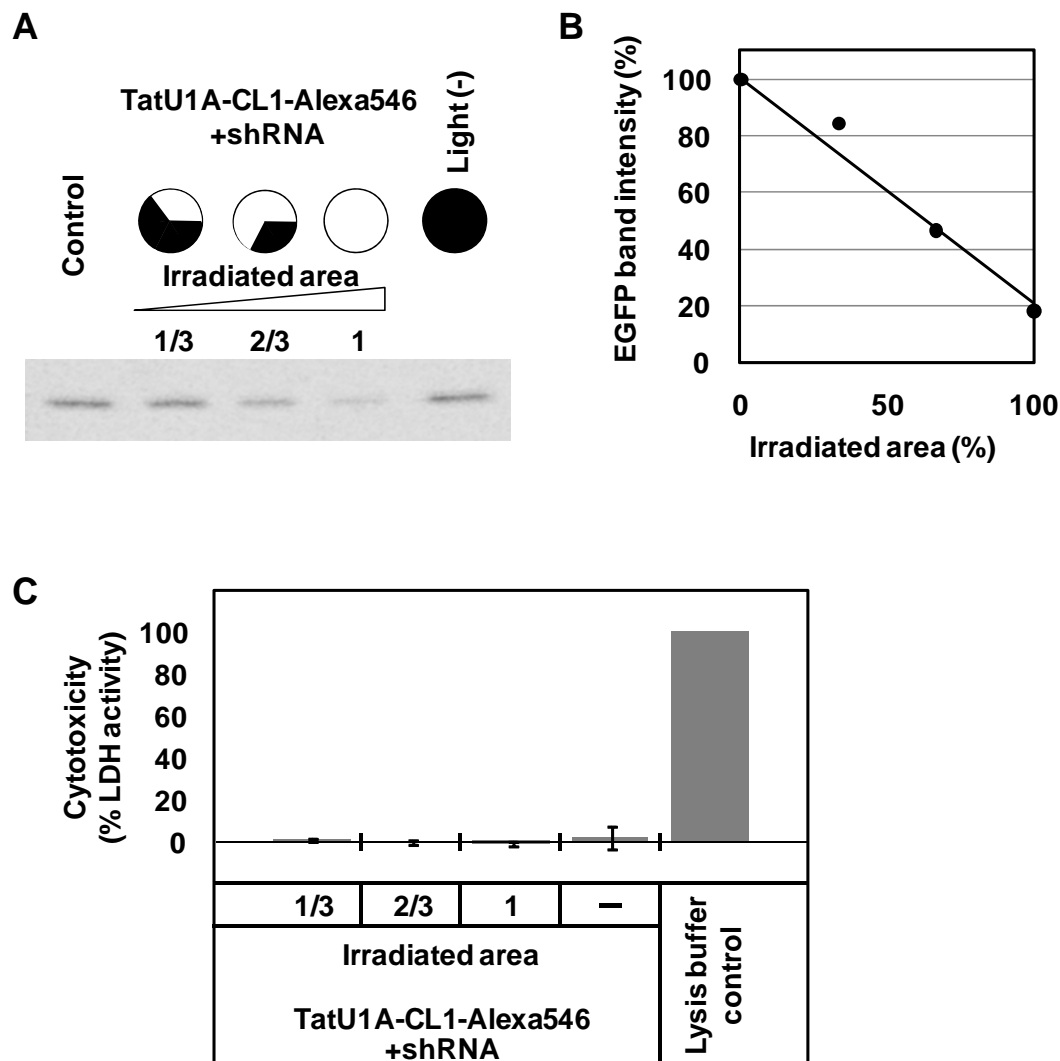 A
TatU1A-CL1-Alexa546
+shRNA
Control
Light (-)
Irradiated area
1/3 2/3 1
B
EGFP band intensity (%)
100
80
60
40
20
0
0 50 100
Irradiated area (%)
C
Cytotoxicity
(% LDH activity)
100
80
60
40
20
0
1/3 2/3 1 –
Irradiated area
TatU1A-CL1-Alexa546
+shRNA
Lysis buffer
control